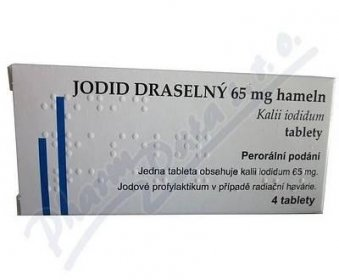 JODID DRASELNÝ 65 mg hameln
Kalii iodidum
tablety
Perorální podání
Jedna tableta obsahuje kalii iodidum 65 mg.
Jodové profylaktikum v případě radiační havárie.
4 tablety